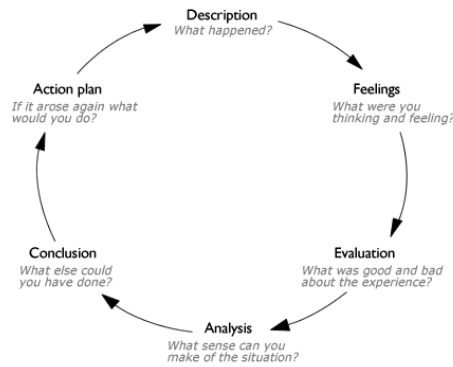 Description
What happened?
Feelings
What were you
thinking and feeling?
Evaluation
What was good and bad
about the experience?
Analysis
What sense can you
make of the situation?
Conclusion
What else could
you have done?
Action plan
If it arose again what
would you do?